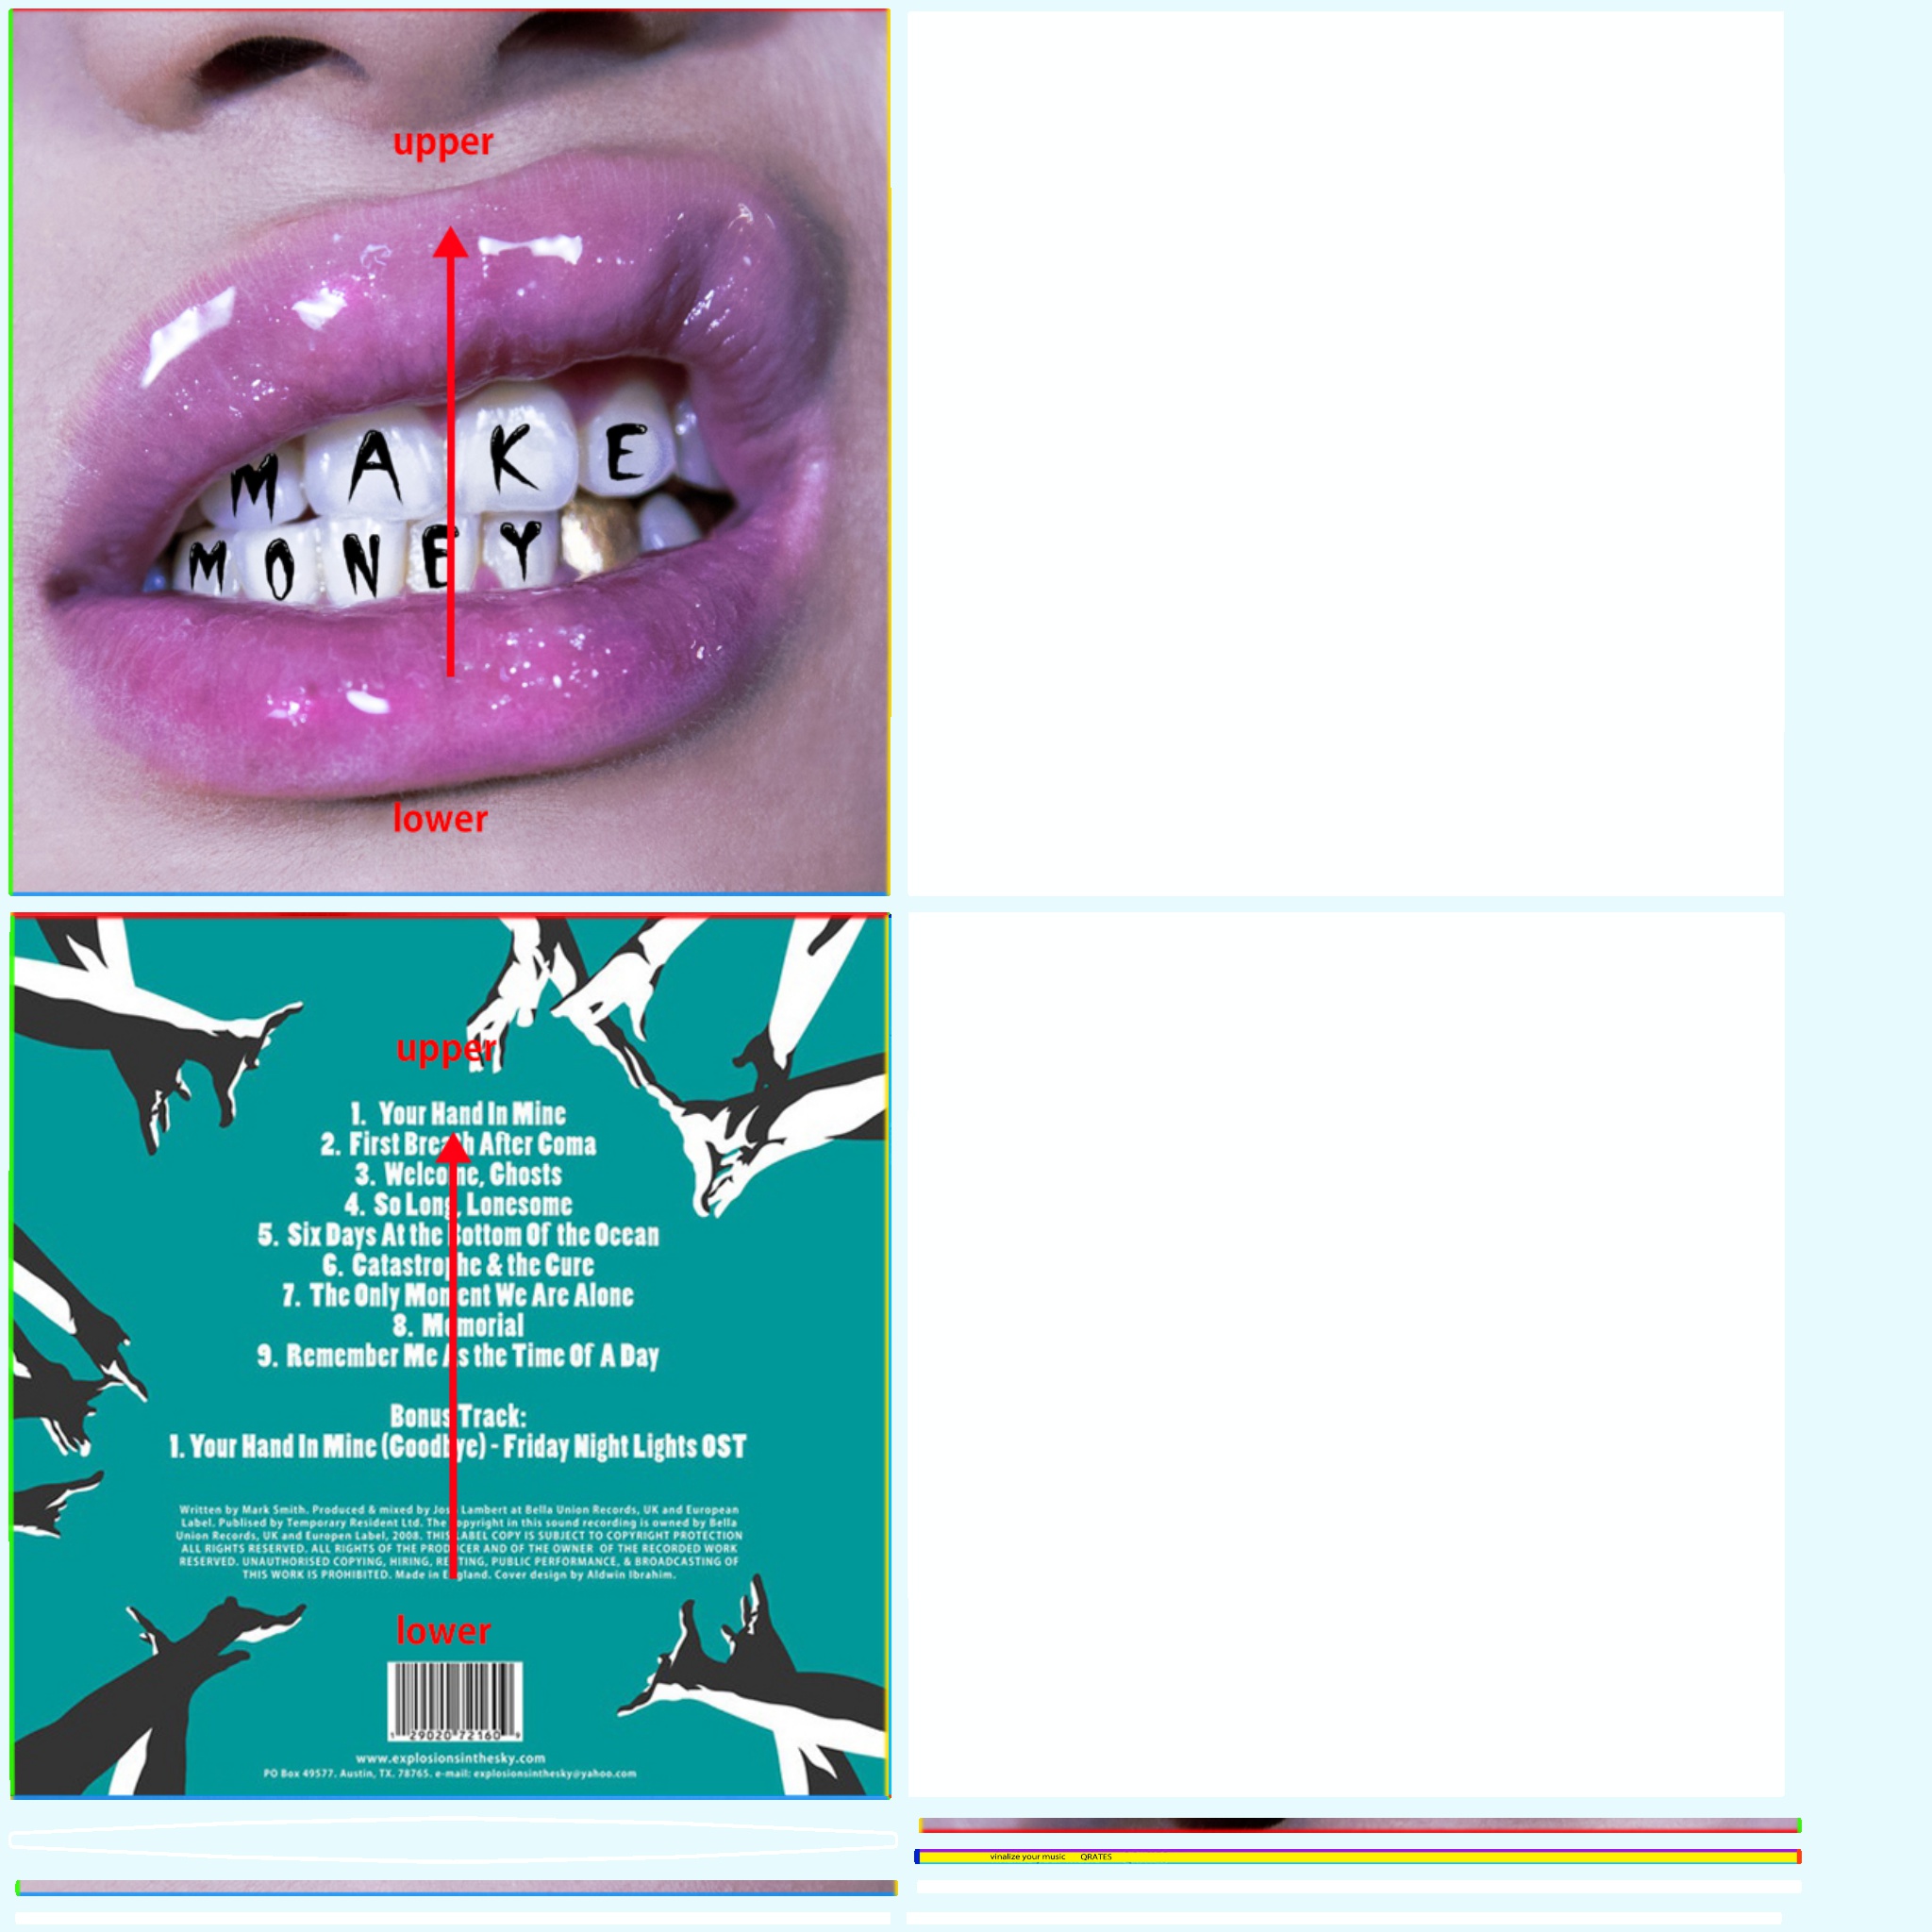 upper
MAKE
MONEY
lower
upper
1. Your Hand In Mine
2. First Breath After Coma
3. Welcome, Ghosts
4. So Long, Lonesome
5. Six Days At the Bottom Of the Ocean
6. Catastrophe & the Cure
7. The Only Moment We Are Alone
8. Memorial
9. Remember Me As the Time Of A Day
Bonus Track:
1. Your Hand In Mine (Goodbye) - Friday Night Lights OST
Written by Mark Smith. Produced & mixed by Josh Lambert at Bella Union Records, UK and European
Label. Publised by Temporary Resident Ltd. The copyright in this sound recording is owned by Bella
Union Records, UK and Europen Label, 2008. THIS LABEL COPY IS SUBJECT TO COPYRIGHT PROTECTION
ALL RIGHTS RESERVED. ALL RIGHTS OF THE PRODUCER AND OF THE OWNER OF THE RECORDED WORK
RESERVED. UNAUTHORISED COPYING, HIRING, RENTING, PUBLIC PERFORMANCE, & BROADCASTING OF
THIS WORK IS PROHIBITED. Made in England. Cover design by Aldwin Ibrahim.
lower
1 29020 72160 9
www.explosionsinthesky.com
PO Box 49577. Austin, TX. 78765. e-mail: explosionsinthesky@yahoo.com
vinalize your music QRATES